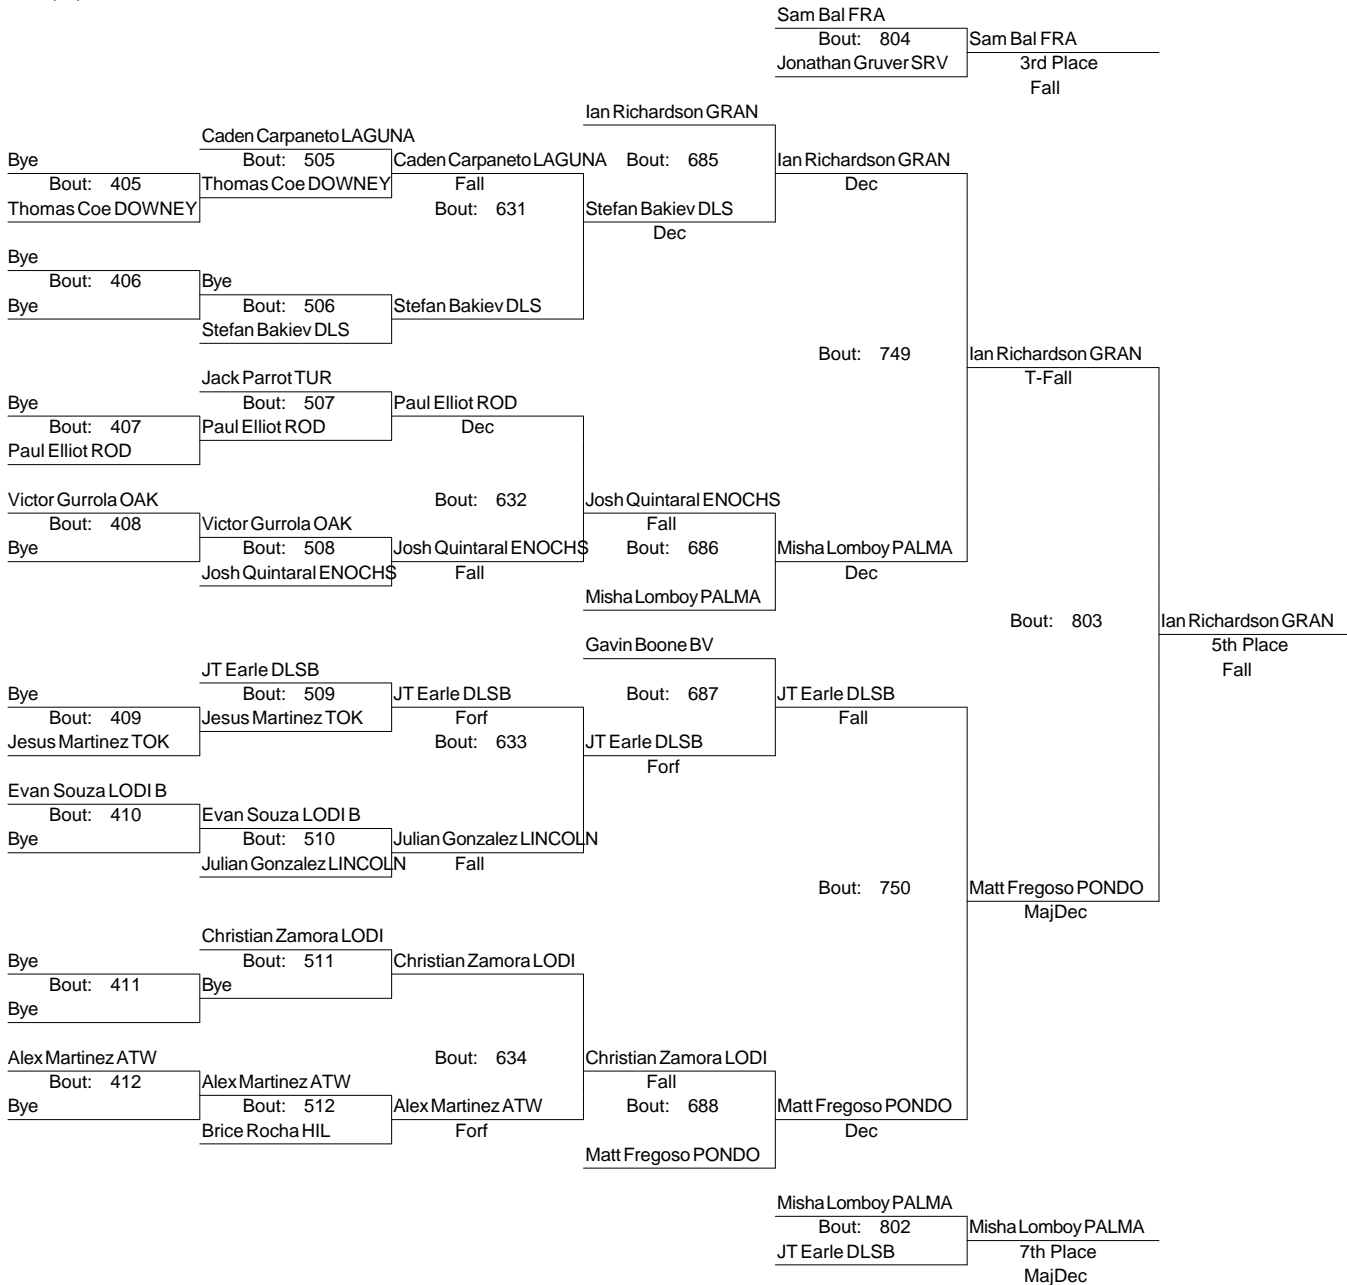 Sam Bal FRA
Bout: 804
Sam Bal FRA
Jonathan Gruver SRV
3rd Place
Fall
Ian Richardson GRAN
Caden Carpaneto LAGUNA
Bye
Bout: 505
Caden Carpaneto LAGUNA
Bout: 685
Ian Richardson GRAN
Bout: 405
Thomas Coe DOWNEY
Fall
Dec
Thomas Coe DOWNEY
Bout: 631
Stefan Bakiev DLS
Dec
Bye
Bout: 406
Bye
Bye
Bout: 506
Stefan Bakiev DLS
Stefan Bakiev DLS
Bout: 749
Ian Richardson GRAN
T-Fall
Jack Parrot TUR
Bye
Bout: 507
Paul Elliot ROD
Bout: 407
Paul Elliot ROD
Dec
Paul Elliot ROD
Victor Gurrola OAK
Bout: 632
Josh Quintaral ENOCHS
Bout: 408
Victor Gurrola OAK
Fall
Bye
Bout: 508
Josh Quintaral ENOCHS
Bout: 686
Misha Lomboy PALMA
Josh Quintaral ENOCHS
Fall
Dec
Misha Lomboy PALMA
Bout: 803
Ian Richardson GRAN
5th Place
Fall
Gavin Boone BV
JT Earle DLSB
Bye
Bout: 509
JT Earle DLSB
Bout: 687
JT Earle DLSB
Bout: 409
Jesus Martinez TOK
Forf
Fall
Jesus Martinez TOK
Bout: 633
JT Earle DLSB
Forf
Evan Souza LODI B
Bout: 410
Evan Souza LODI B
Bye
Bout: 510
Julian Gonzalez LINCOLN
Julian Gonzalez LINCOLN
Fall
Bout: 750
Matt Fregoso PONDO
MajDec
Christian Zamora LODI
Bye
Bout: 511
Christian Zamora LODI
Bout: 411
Bye
Bye
Alex Martinez ATW
Bout: 634
Christian Zamora LODI
Bout: 412
Alex Martinez ATW
Fall
Bye
Bout: 512
Alex Martinez ATW
Bout: 688
Matt Fregoso PONDO
Brice Rocha HIL
Forf
Dec
Matt Fregoso PONDO
Misha Lomboy PALMA
Bout: 802
Misha Lomboy PALMA
JT Earle DLSB
7th Place
MajDec